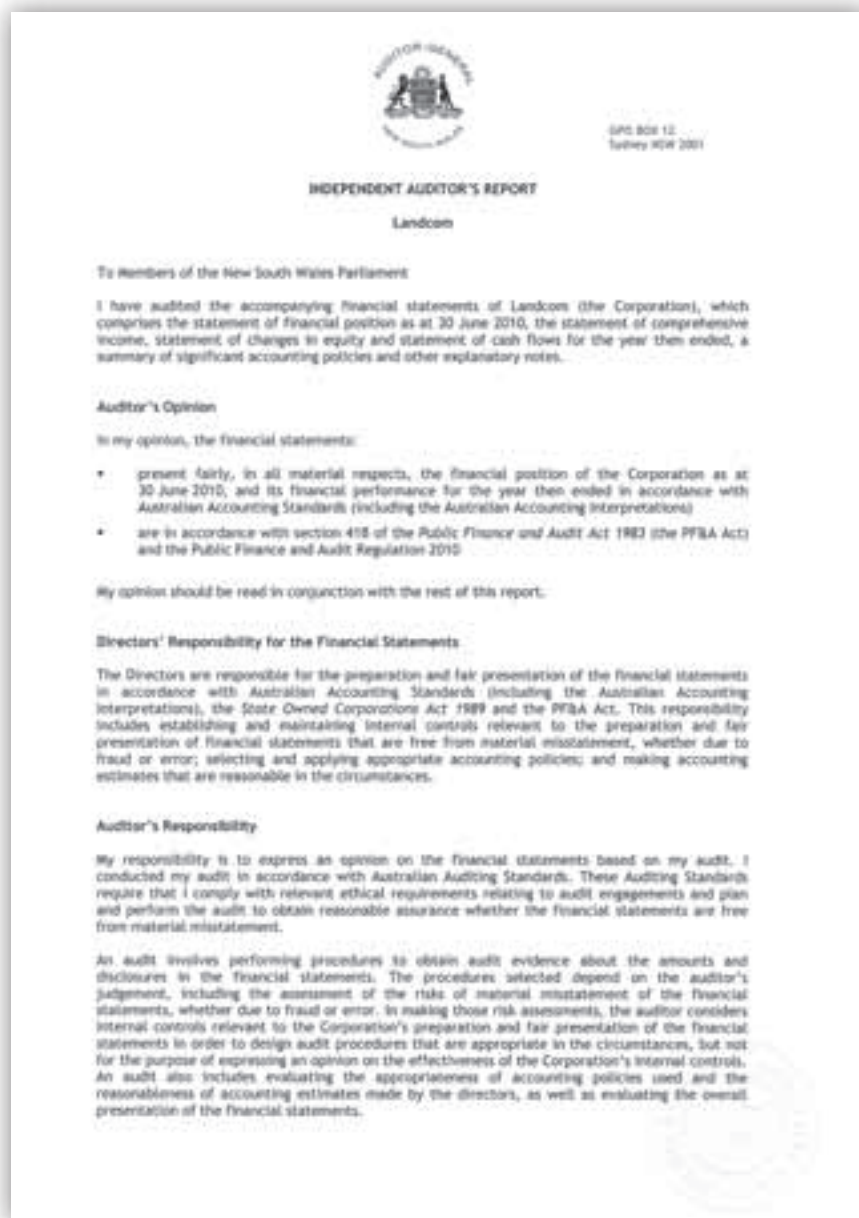 AUDITOR-GENERAL
NEW SOUTH WALES
GPO BOX 12
Sydney NSW 2001
INDEPENDENT AUDITOR'S REPORT
Landcom
To Members of the New South Wales Parliament
I have audited the accompanying financial statements of Landcom (the Corporation), which
comprises the statement of financial position as at 30 June 2010, the statement of comprehensive
income, statement of changes in equity and statement of cash flows for the year then ended, a
summary of significant accounting policies and other explanatory notes.
Auditor's Opinion
In my opinion, the financial statements:
• present fairly, in all material respects, the financial position of the Corporation as at
30 June 2010, and its financial performance for the year then ended in accordance with
Australian Accounting Standards (including the Australian Accounting Interpretations)
• are in accordance with section 41B of the Public Finance and Audit Act 1983 (the PF&A Act)
and the Public Finance and Audit Regulation 2010
My opinion should be read in conjunction with the rest of this report.
Directors' Responsibility for the Financial Statements
The Directors are responsible for the preparation and fair presentation of the financial statements
in accordance with Australian Accounting Standards (including the Australian Accounting
Interpretations), the State Owned Corporations Act 1989 and the PF&A Act. This responsibility
includes establishing and maintaining internal controls relevant to the preparation and fair
presentation of financial statements that are free from material misstatement, whether due to
fraud or error; selecting and applying appropriate accounting policies; and making accounting
estimates that are reasonable in the circumstances.
Auditor's Responsibility
My responsibility is to express an opinion on the financial statements based on my audit. I
conducted my audit in accordance with Australian Auditing Standards. These Auditing Standards
require that I comply with relevant ethical requirements relating to audit engagements and plan
and perform the audit to obtain reasonable assurance whether the financial statements are free
from material misstatement.
An audit involves performing procedures to obtain audit evidence about the amounts and
disclosures in the financial statements. The procedures selected depend on the auditor's
judgement, including the assessment of the risks of material misstatement of the financial
statements, whether due to fraud or error. In making those risk assessments, the auditor considers
internal controls relevant to the Corporation's preparation and fair presentation of the financial
statements in order to design audit procedures that are appropriate in the circumstances, but not
for the purpose of expressing an opinion on the effectiveness of the Corporation's internal controls.
An audit also includes evaluating the appropriateness of accounting policies used and the
reasonableness of accounting estimates made by the directors, as well as evaluating the overall
presentation of the financial statements.